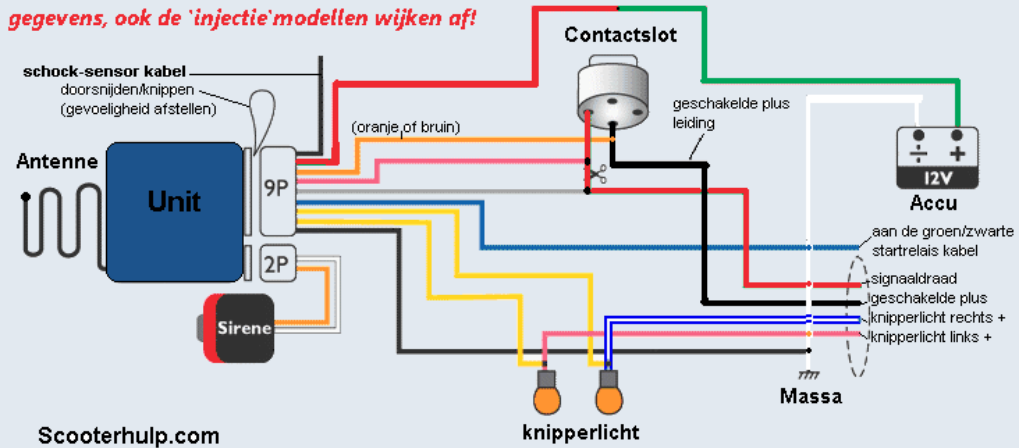 gegevens, ook de `injectie`modellen wijken af!
Contactslot
schock-sensor kabel
doorsnijden/knippen
(gevoeligheid afstellen)
geschakelde plus
leiding
(oranje of bruin)
Antenne
Unit
9P
2P
12V
Accu
aan de groen/zwarte
startrelais kabel
signaaldraad
geschakelde plus
knipperlicht rechts +
knipperlicht links +
Sirene
Massa
knipperlicht
Scooterhulp.com